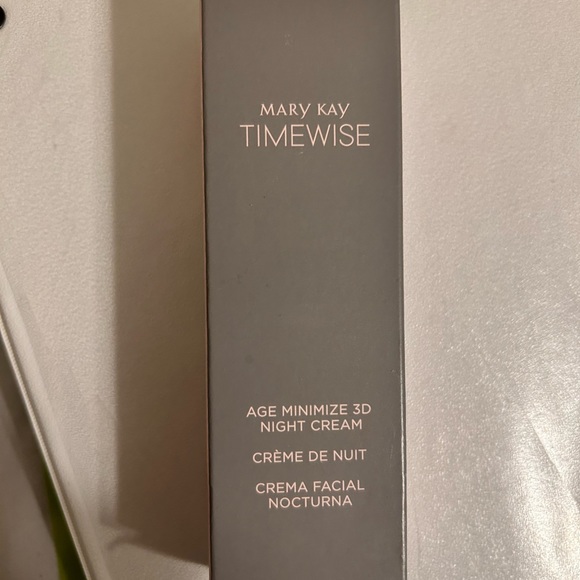 MARY KAY
TIMEWISE
AGE MINIMIZE 3D
NIGHT CREAM
CRÈME DE NUIT
CREMA FACIAL
NOCTURNA